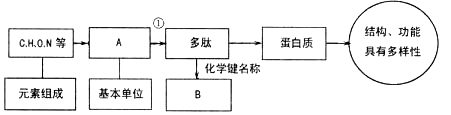 ①
C.H.O.N 等
A
多肽
蛋白质
结构、功能
具有多样性
化学键名称
元素组成
基本单位
B